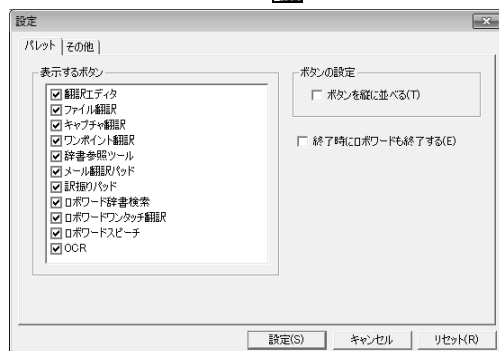 設定
パレット その他
表示するボタン
翻訳エディタ
ファイル翻訳
キャプチャ翻訳
ワンポイント翻訳
辞書参照ツール
メール翻訳パッド
訳振りパッド
ロボワード辞書検索
ロボワードワンタッチ翻訳
ロボワードスピーチ
OCR
ボタンの設定
ボタンを縦に並べる(T)
終了時にロボワードも終了する(E)
設定(S) キャンセル リセット(R)